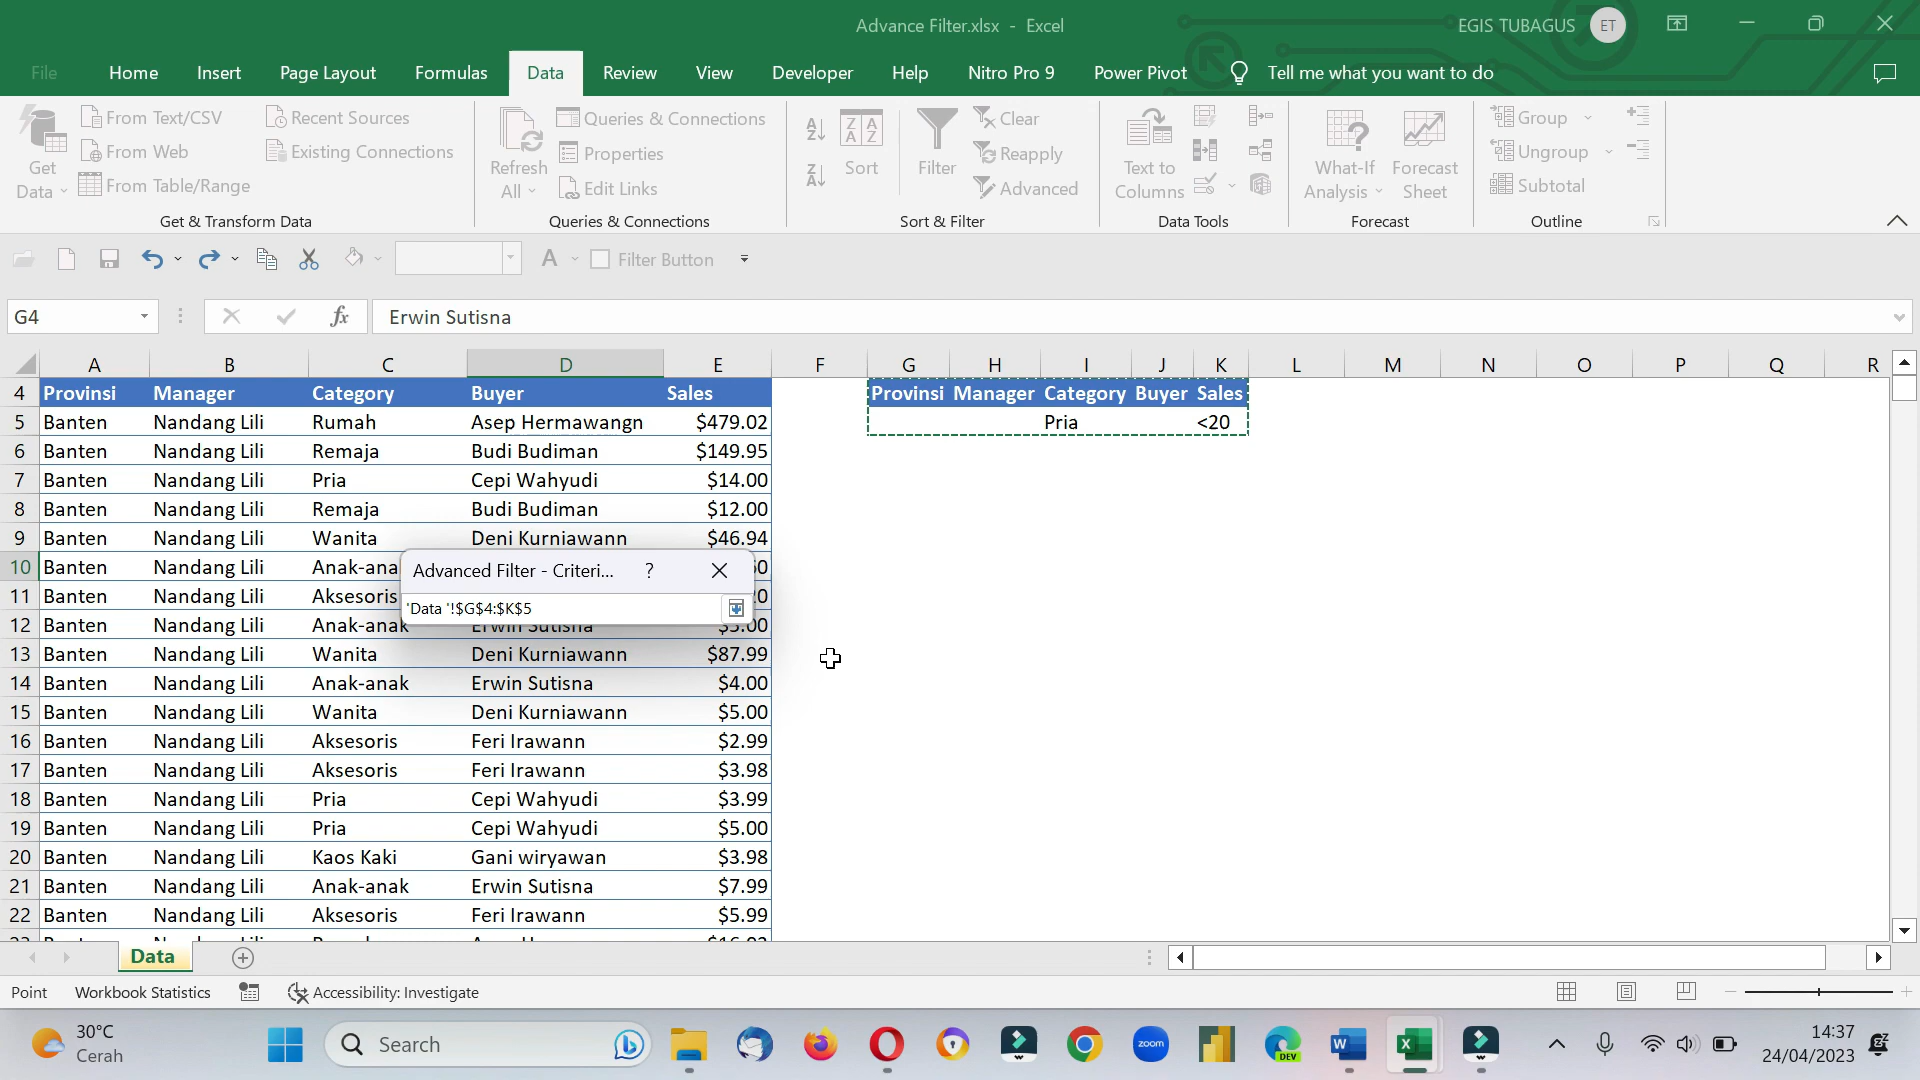 Advance Filter.xlsx - Excel
EGIS TUBAGUS ET
File Home Insert Page Layout Formulas Data Review View Developer Help Nitro Pro 9 Power Pivot Tell me what you want to do
Get Data
From Text/CSV
From Web
From Table/Range
Recent Sources
Existing Connections
Get & Transform Data
Refresh All
Queries & Connections
Properties
Edit Links
Queries & Connections
Sort
Filter
Clear
Reapply
Advanced
Sort & Filter
Text to Columns
Data Tools
What-If Analysis
Forecast Sheet
Forecast
Group
Ungroup
Subtotal
Outline
Filter Button
G4 fx Erwin Sutisna
A B C D E F G H I J K L M N O P Q R
4 Provinsi Manager Category Buyer Sales Provinsi Manager Category Buyer Sales
5 Banten Nandang Lili Rumah Asep Hermawangn $479.02 Pria <20
6 Banten Nandang Lili Remaja Budi Budiman $149.95
7 Banten Nandang Lili Pria Cepi Wahyudi $14.00
8 Banten Nandang Lili Remaja Budi Budiman $12.00
9 Banten Nandang Lili Wanita Deni Kurniawann $46.94
10 Banten Nandang Lili Anak-ana
11 Banten Nandang Lili Aksesoris
12 Banten Nandang Lili Anak-anak Erwin Sutisna
13 Banten Nandang Lili Wanita Deni Kurniawann $87.99
14 Banten Nandang Lili Anak-anak Erwin Sutisna $4.00
15 Banten Nandang Lili Wanita Deni Kurniawann $5.00
16 Banten Nandang Lili Aksesoris Feri Irawann $2.99
17 Banten Nandang Lili Aksesoris Feri Irawann $3.98
18 Banten Nandang Lili Pria Cepi Wahyudi $3.99
19 Banten Nandang Lili Pria Cepi Wahyudi $5.00
20 Banten Nandang Lili Kaos Kaki Gani wiryawan $3.98
21 Banten Nandang Lili Anak-anak Erwin Sutisna $7.99
22 Banten Nandang Lili Aksesoris Feri Irawann $5.99
Advanced Filter - Criteri... ?
'Data '!$G$4:$K$5
Data
Point Workbook Statistics Accessibility: Investigate
30°C
Cerah
Search
zoom
DEV
14:37
24/04/2023